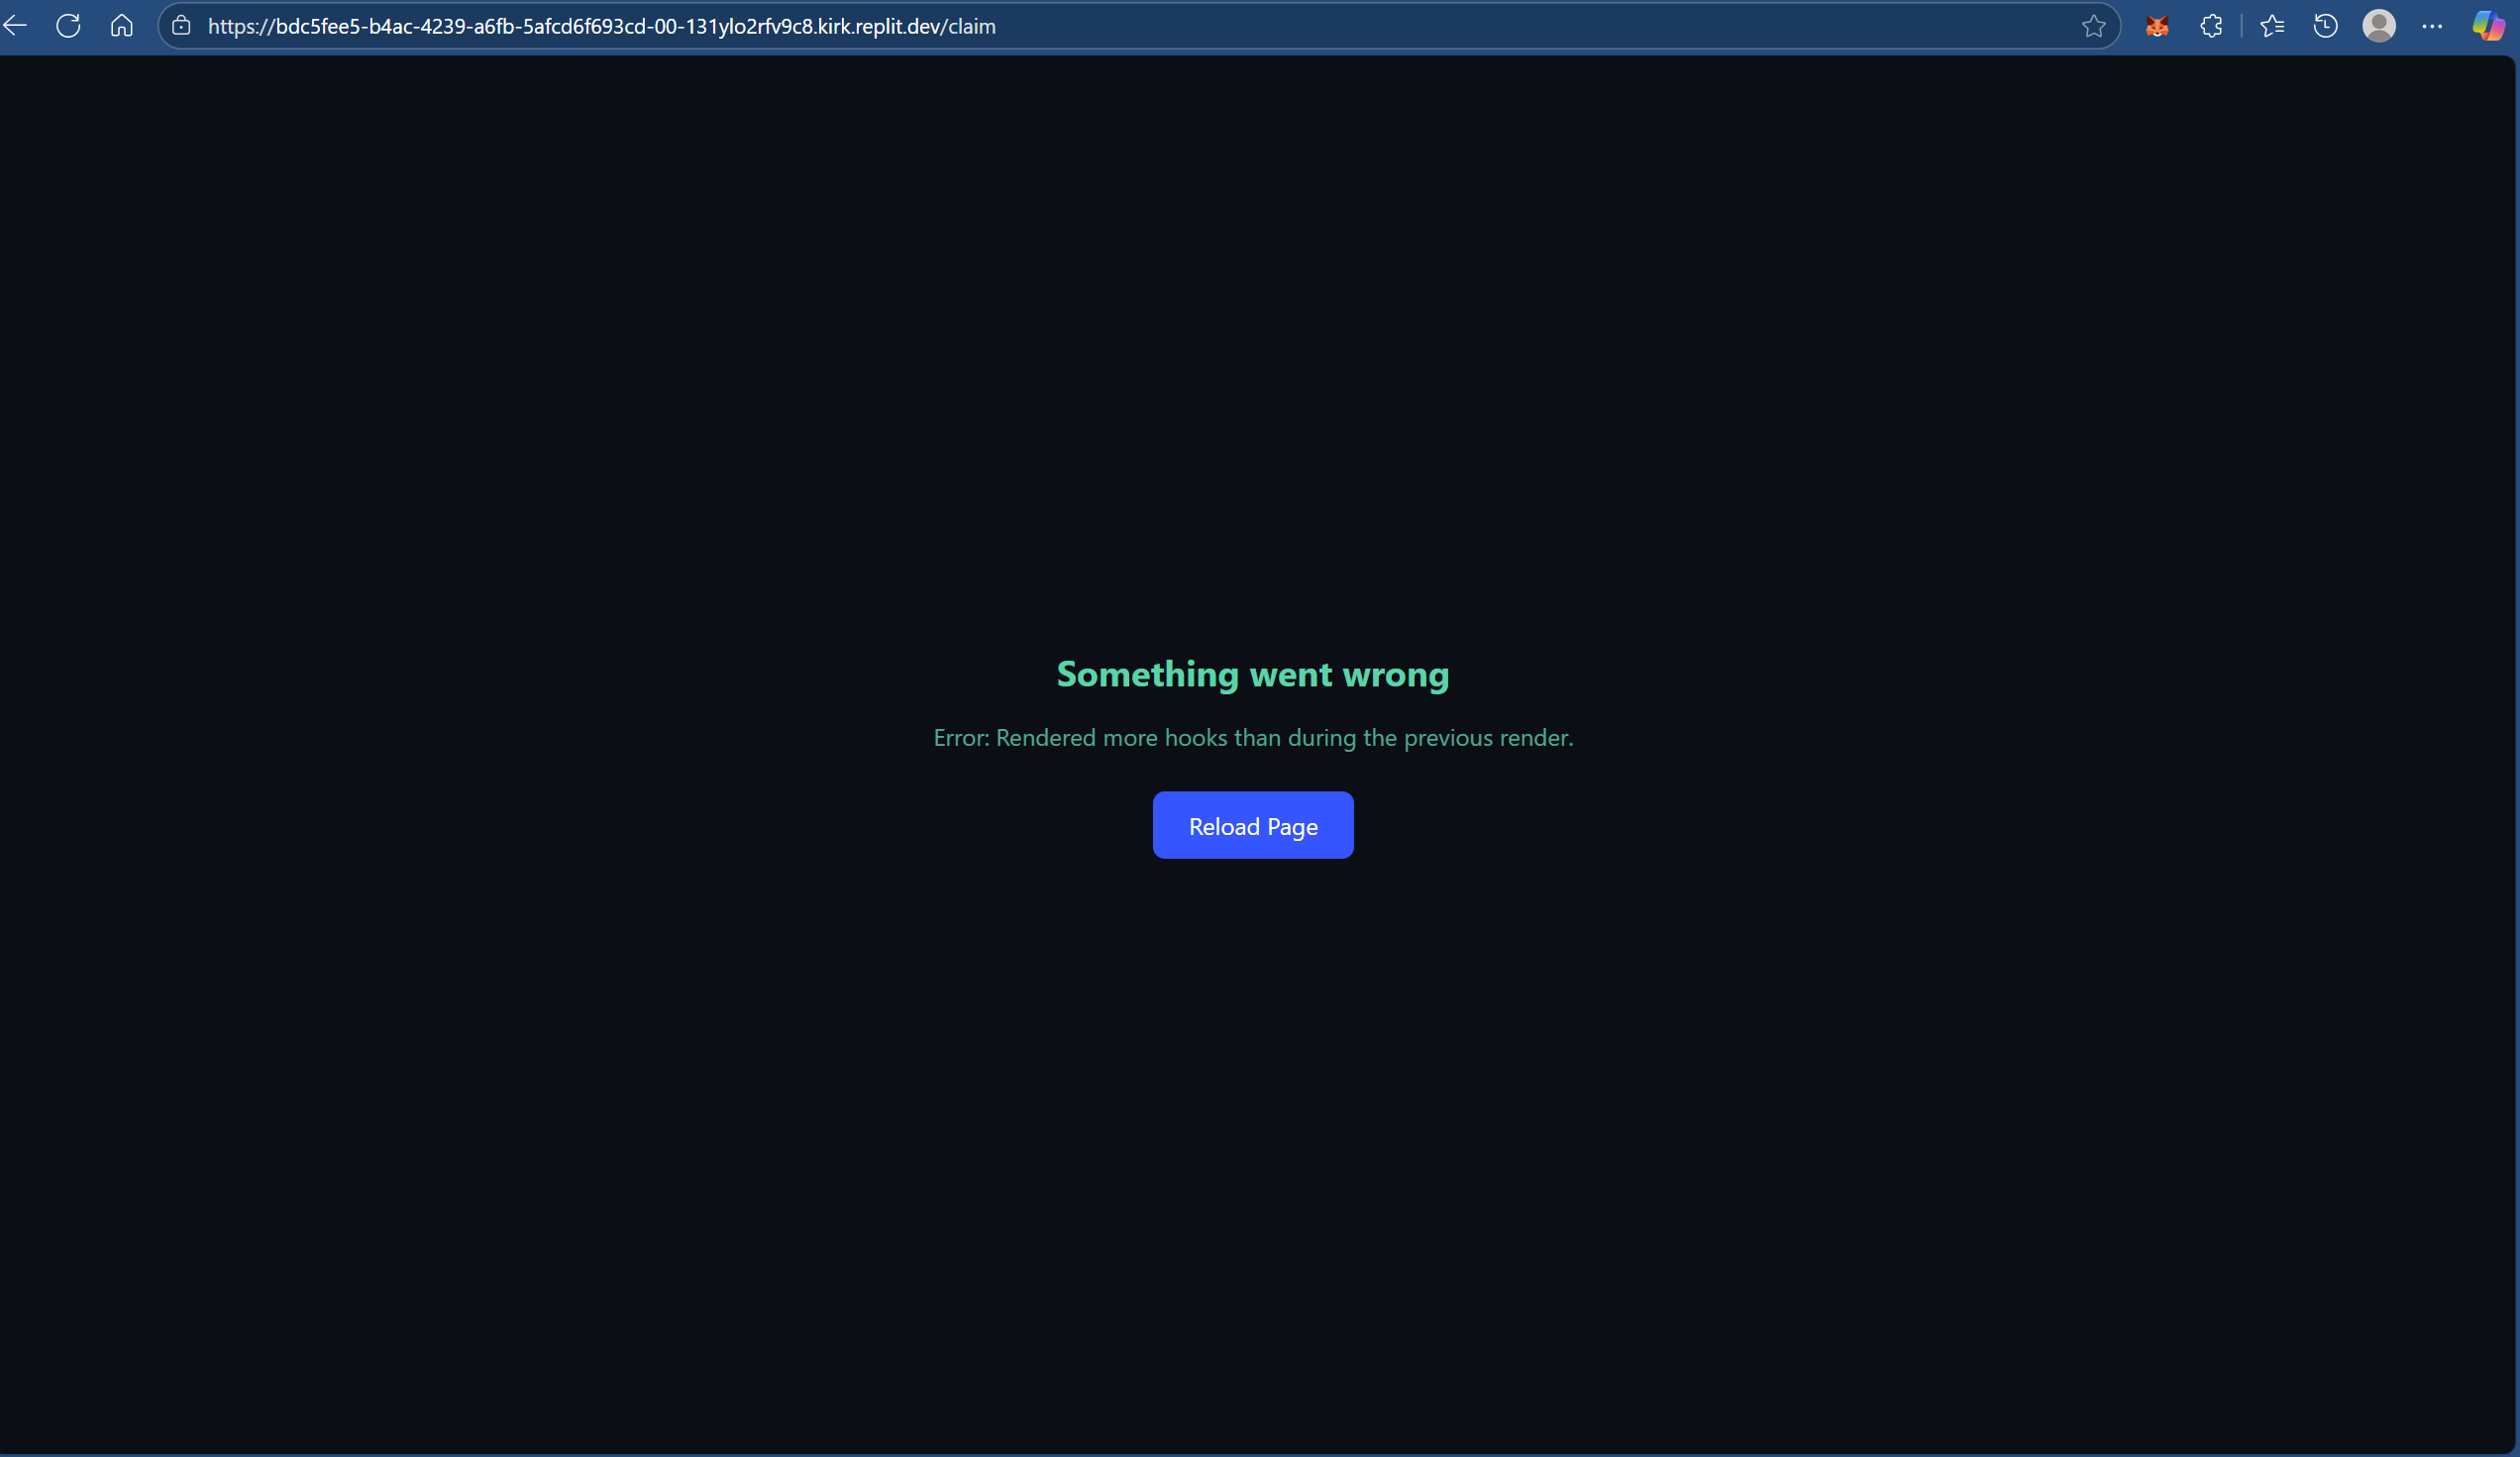 https://bdc5fee5-b4ac-4239-a6fb-5afcd6f693cd-00-131ylo2rfv9c8.kirk.replit.dev/claim
Something went wrong
Error: Rendered more hooks than during the previous render.
Reload Page